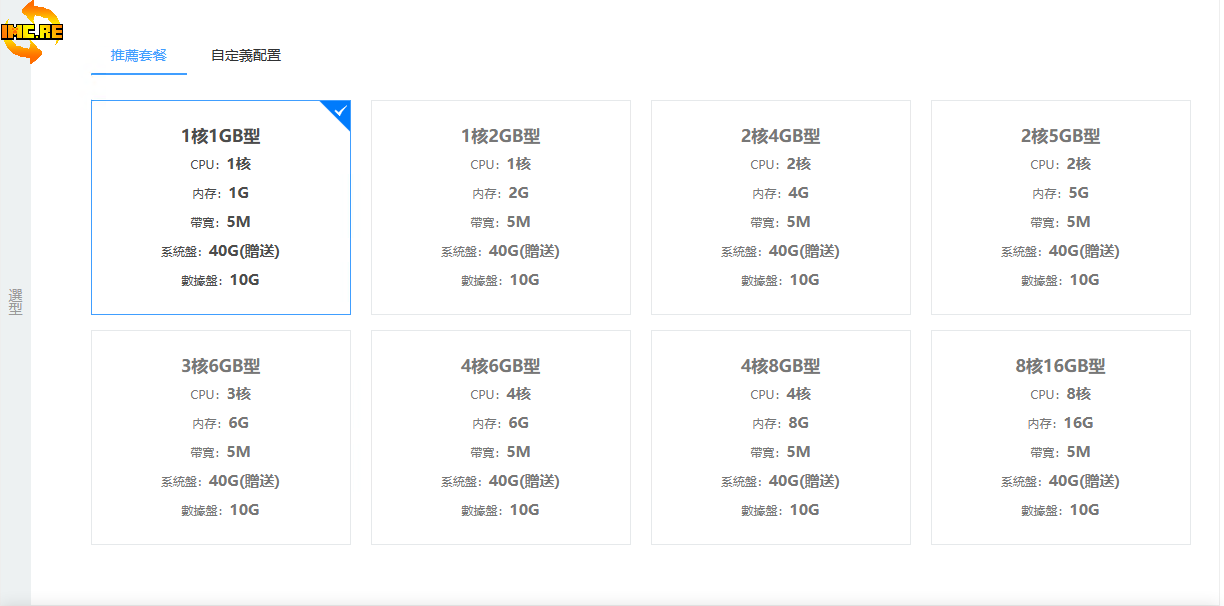 IMC.RE
推薦套餐 自定義配置
選型
1核1GB型
CPU: 1核
内存: 1G
帶寬: 5M
系統盤: 40G(贈送)
數據盤: 10G
1核2GB型
CPU: 1核
内存: 2G
帶寬: 5M
系統盤: 40G(贈送)
數據盤: 10G
2核4GB型
CPU: 2核
内存: 4G
帶寬: 5M
系統盤: 40G(贈送)
數據盤: 10G
2核5GB型
CPU: 2核
内存: 5G
帶寬: 5M
系統盤: 40G(贈送)
數據盤: 10G
3核6GB型
CPU: 3核
内存: 6G
帶寬: 5M
系統盤: 40G(贈送)
數據盤: 10G
4核6GB型
CPU: 4核
内存: 6G
帶寬: 5M
系統盤: 40G(贈送)
數據盤: 10G
4核8GB型
CPU: 4核
内存: 8G
帶寬: 5M
系統盤: 40G(贈送)
數據盤: 10G
8核16GB型
CPU: 8核
内存: 16G
帶寬: 5M
系統盤: 40G(贈送)
數據盤: 10G